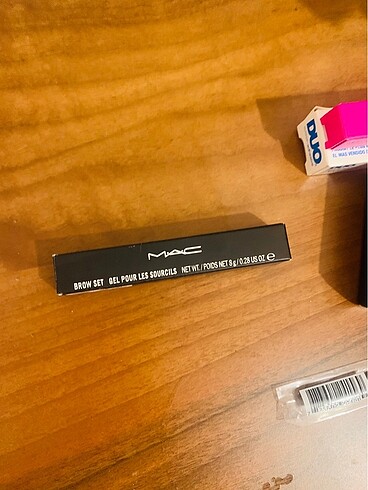 DUO
MAC
BROW SET GEL POUR LES SOURCILS NET WT. / POIDS NET 8 g / 0.28 US OZ ℮